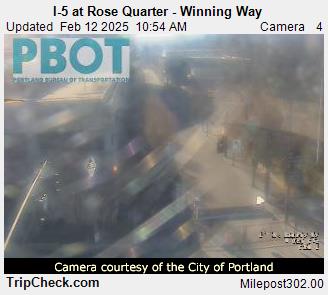 I-5 at Rose Quarter - Winning Way
Updated Feb 12 2025 10:54 AM Camera 4
PBOT
PORTLAND BUREAU OF TRANSPORTATION
Camera courtesy of the City of Portland
TripCheck.com Milepost302.00